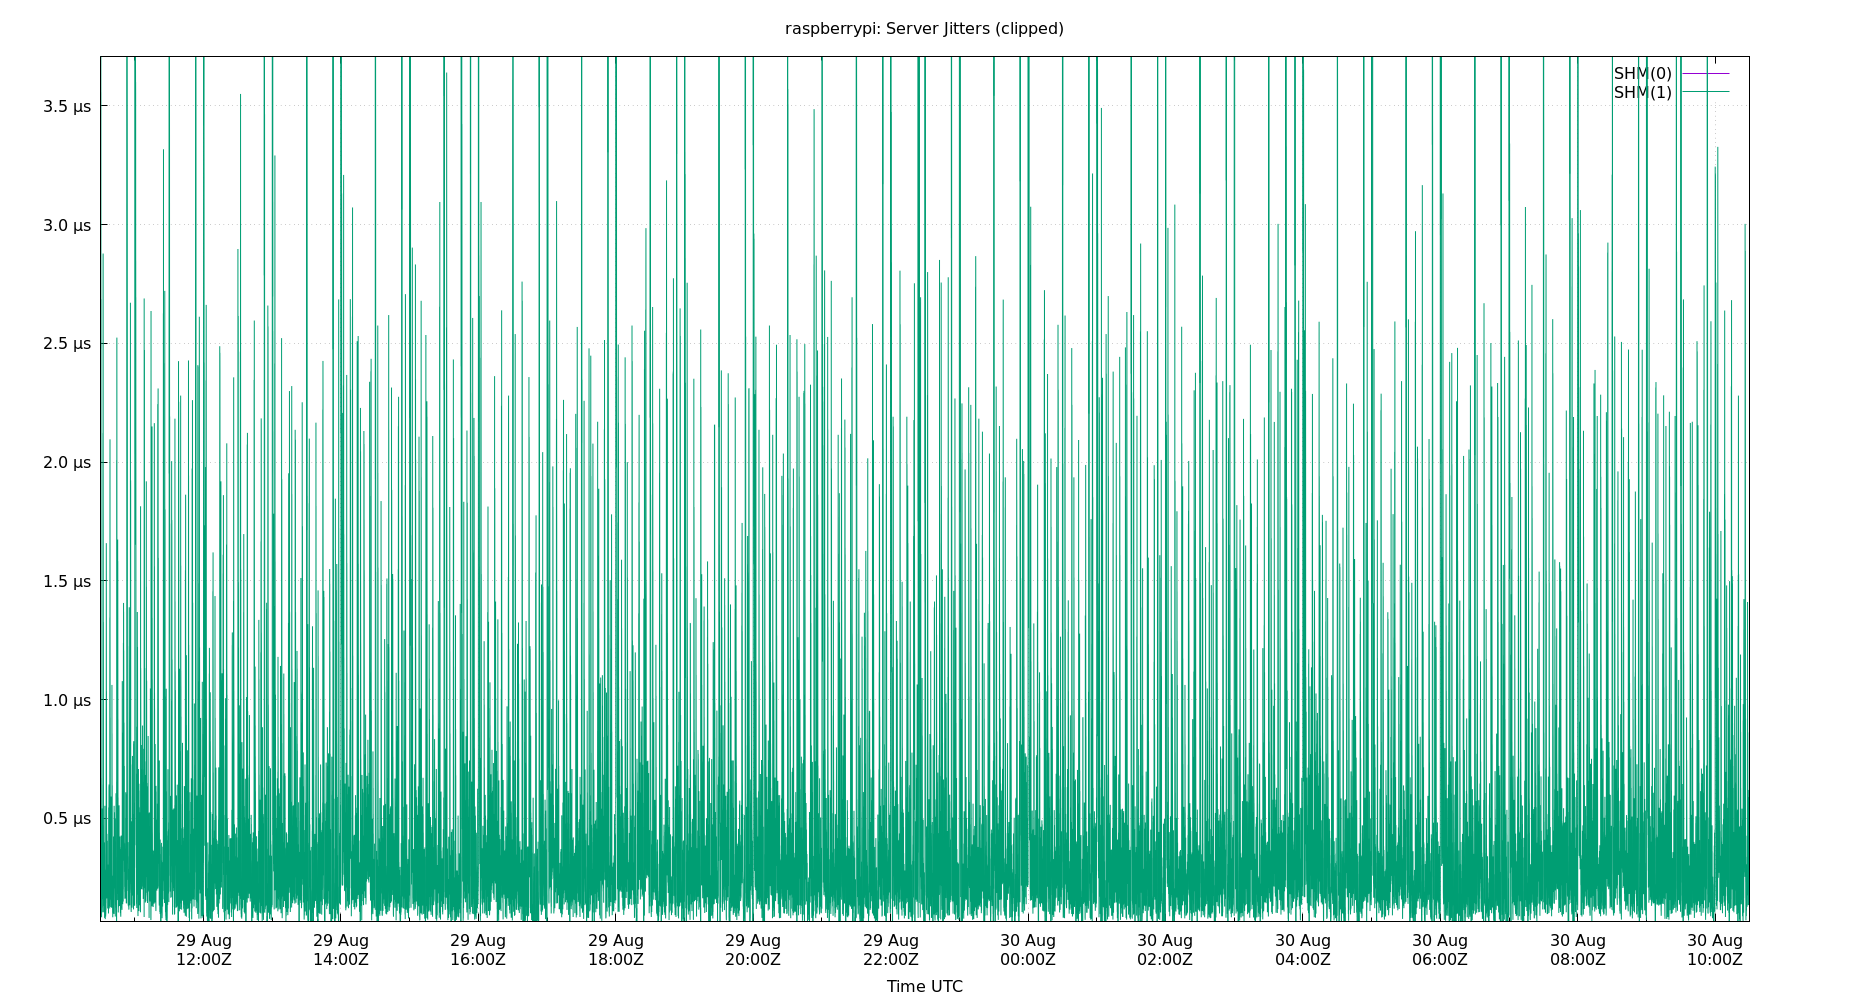 raspberrypi: Server Jitters (clipped)
SHM(0)
SHM(1)
3.5 µs
3.0 µs
2.5 µs
2.0 µs
1.5 µs
1.0 µs
0.5 µs
29 Aug 29 Aug 29 Aug 29 Aug 29 Aug 29 Aug 30 Aug 30 Aug 30 Aug 30 Aug 30 Aug 30 Aug
12:00Z 14:00Z 16:00Z 18:00Z 20:00Z 22:00Z 00:00Z 02:00Z 04:00Z 06:00Z 08:00Z 10:00Z
Time UTC